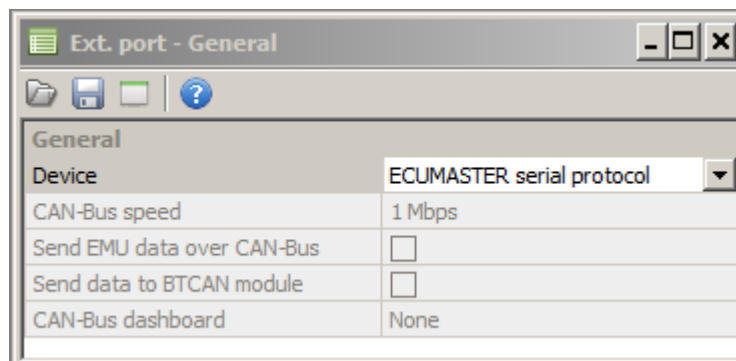 Ext. port - General
General
Device ECUMASTER serial protocol
CAN-Bus speed 1 Mbps
Send EMU data over CAN-Bus
Send data to BTCAN module
CAN-Bus dashboard None